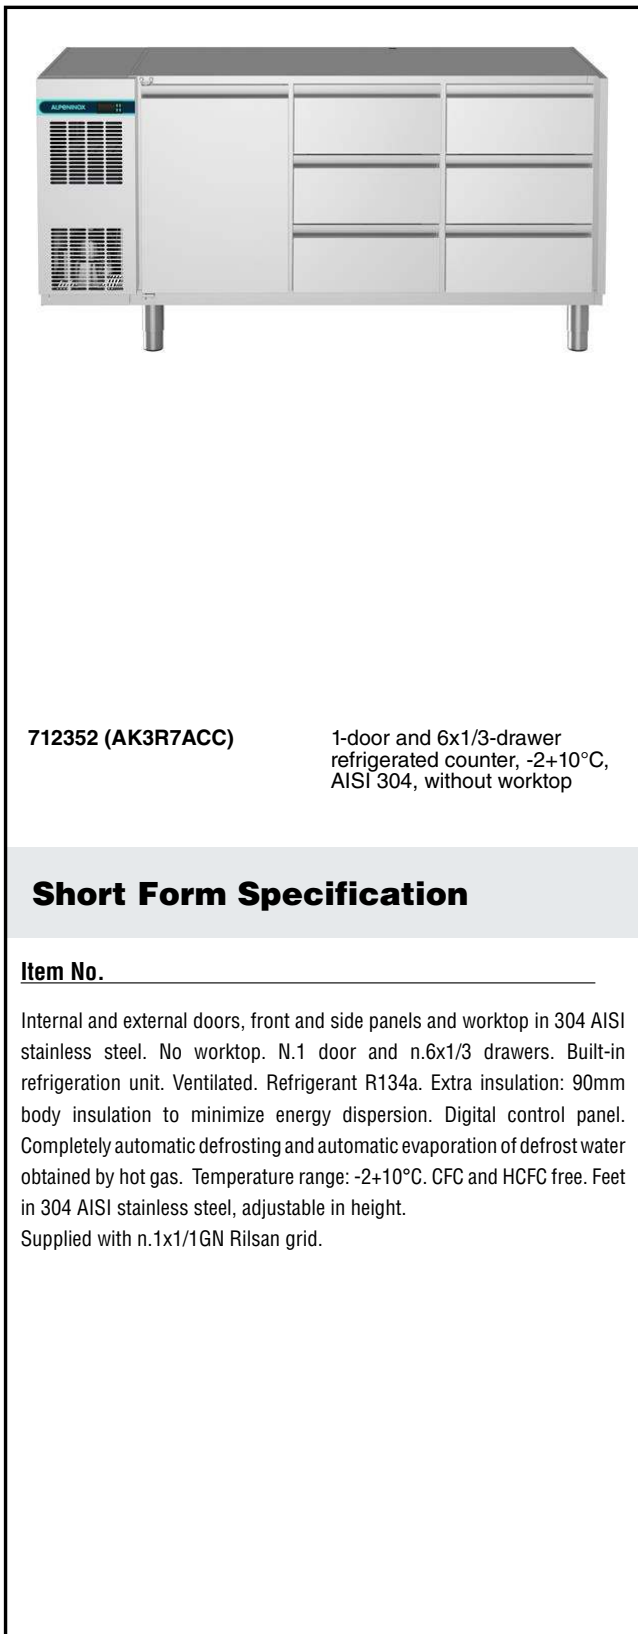 ALPENINOX
712352 (AK3R7ACC)
1-door and 6x1/3-drawer
refrigerated counter, -2+10°C,
AISI 304, without worktop
Short Form Specification
Item No.
Internal and external doors, front and side panels and worktop in 304 AISI
stainless steel. No worktop. N.1 door and n.6x1/3 drawers. Built-in
refrigeration unit. Ventilated. Refrigerant R134a. Extra insulation: 90mm
body insulation to minimize energy dispersion. Digital control panel.
Completely automatic defrosting and automatic evaporation of defrost water
obtained by hot gas. Temperature range: -2+10°C. CFC and HCFC free. Feet
in 304 AISI stainless steel, adjustable in height.
Supplied with n.1x1/1GN Rilsan grid.